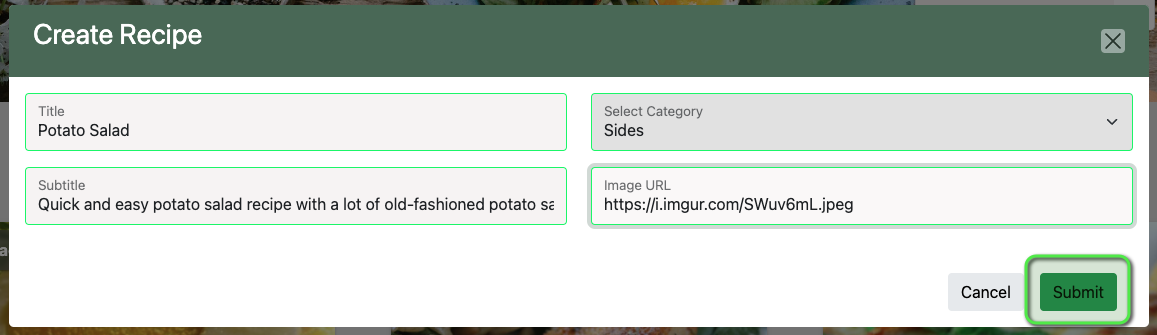 Create Recipe
Title
Potato Salad
Select Category
Sides
Subtitle
Quick and easy potato salad recipe with a lot of old-fashioned potato
Image URL
https://i.imgur.com/SWuv6mL.jpeg
Cancel
Submit